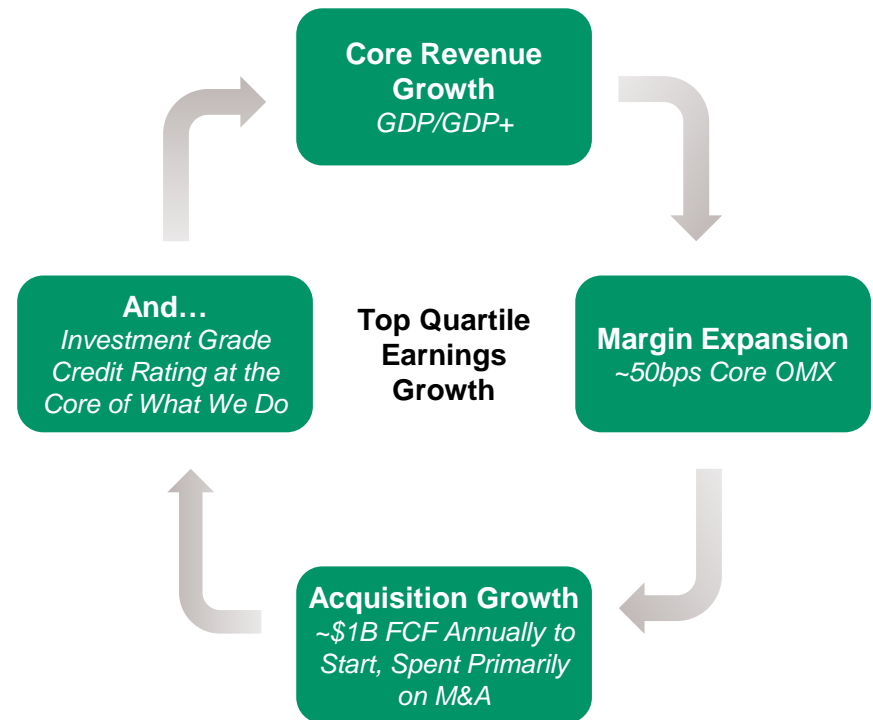 Core Revenue
Growth
GDP/GDP+
And…
Investment Grade
Credit Rating at the
Core of What We Do
Top Quartile
Earnings
Growth
Margin Expansion
~50bps Core OMX
Acquisition Growth
~$1B FCF Annually to
Start, Spent Primarily
on M&A